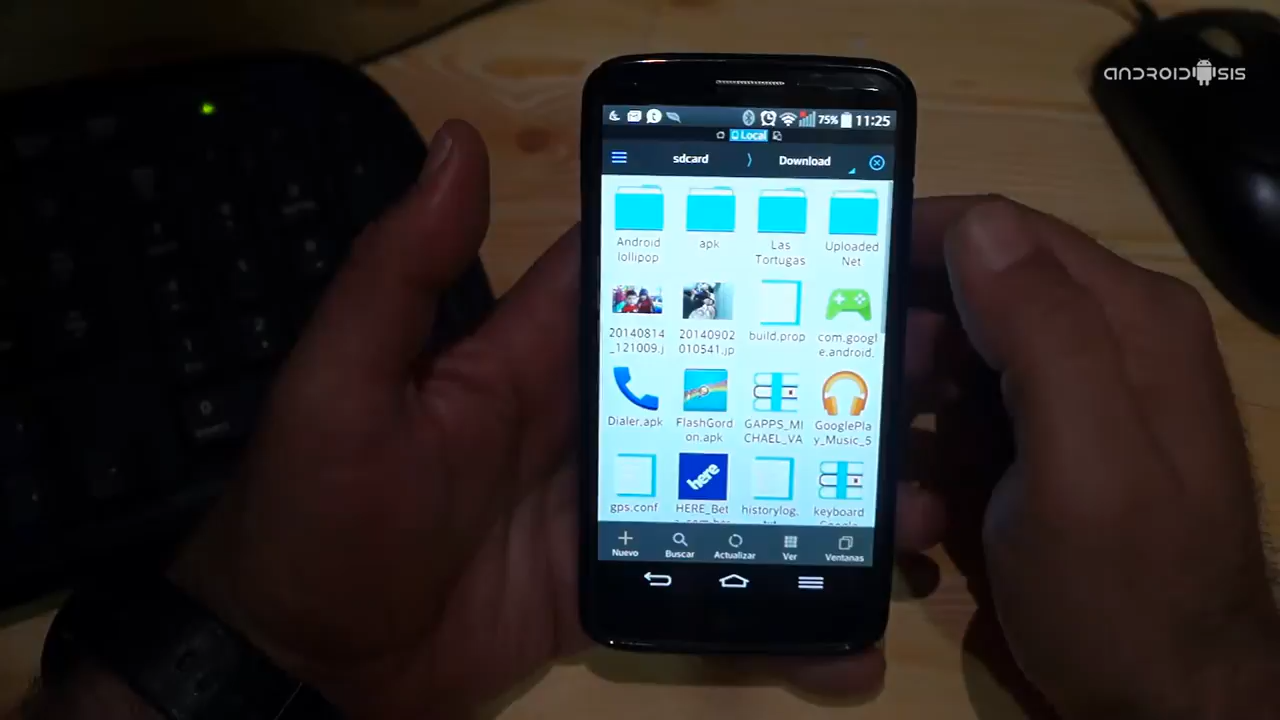 ANDROIDSIS
75% 11:25
Local
sdcard
Download
Android
lollipop
apk
Las
Tortugas
Uploaded
Net
20140814
_121009.j
20140902
010541.jp
build.prop
com.googl
e.android.
Dialer.apk
FlashGord
on.apk
GAPPS_MI
CHAEL_VA
GooglePla
y_Music_5
gps.conf
HERE_Bet
here
historylog.
keyboard
Nuevo
Buscar
Actualizar
Ver
Ventanas